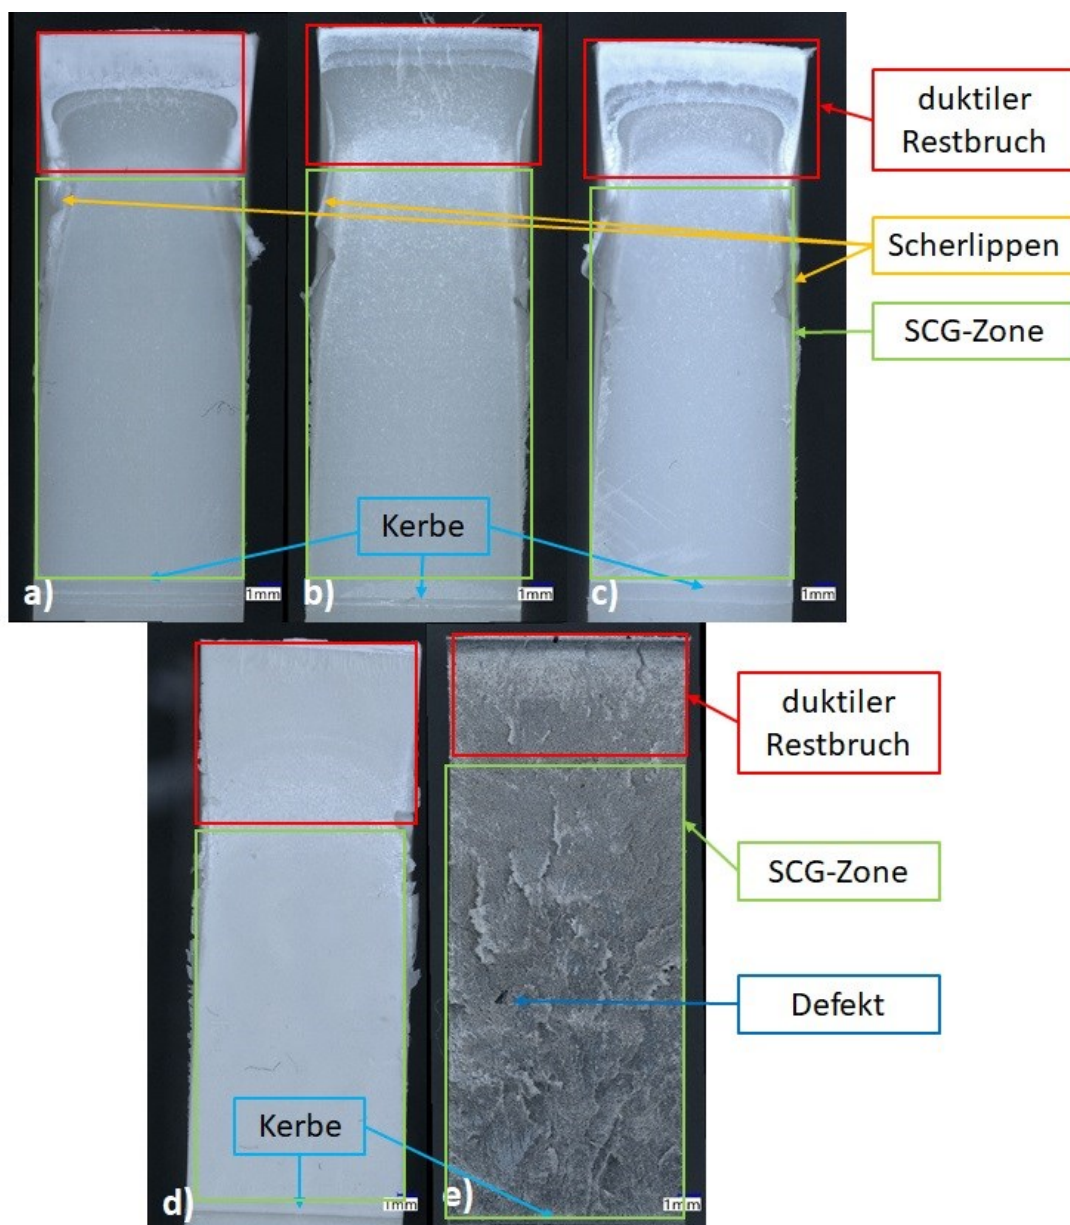 duktiler
Restbruch
Scherlippen
SCG-Zone
Kerbe
a)
1mm
b)
1mm
c)
1mm
duktiler
Restbruch
SCG-Zone
Defekt
Kerbe
d)
1mm
e)
1mm